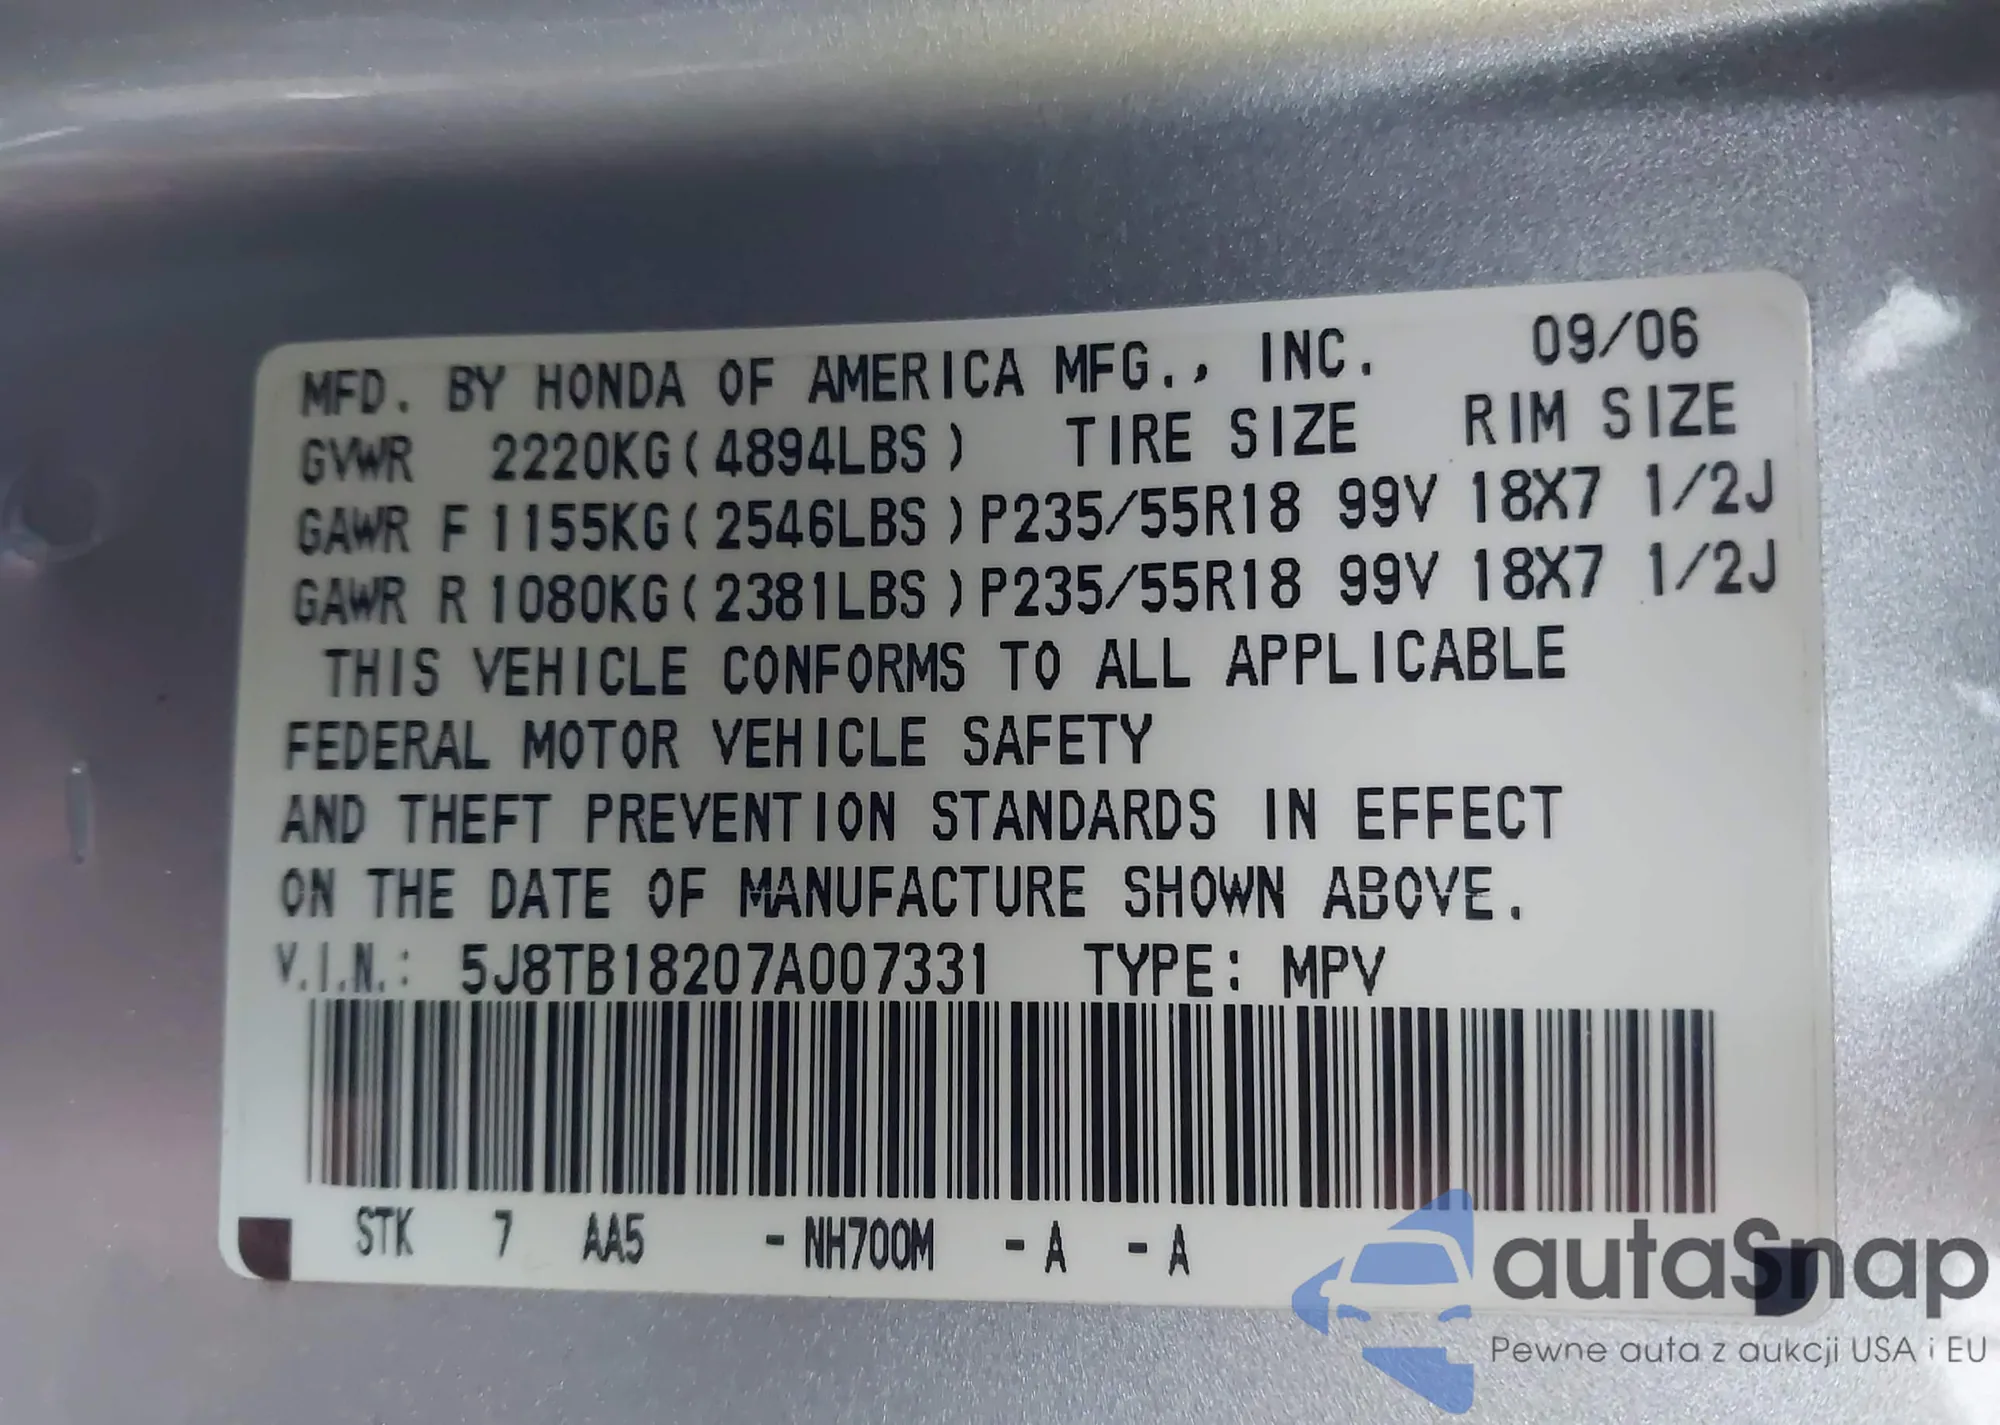 MFD. BY HONDA OF AMERICA MFG., INC. 09/06
GVWR 2220KG(4894LBS) TIRE SIZE RIM SIZE
GAWR F 1155KG(2546LBS)P235/55R18 99V 18X7 1/2J
GAWR R 1080KG(2381LBS)P235/55R18 99V 18X7 1/2J
THIS VEHICLE CONFORMS TO ALL APPLICABLE
FEDERAL MOTOR VEHICLE SAFETY
AND THEFT PREVENTION STANDARDS IN EFFECT
ON THE DATE OF MANUFACTURE SHOWN ABOVE.
V.I.N.: 5J8TB18207A007331 TYPE: MPV
STK 7 AA5 -NH700M -A -A
autaSnap
Pewne auta z aukcji USA i EU